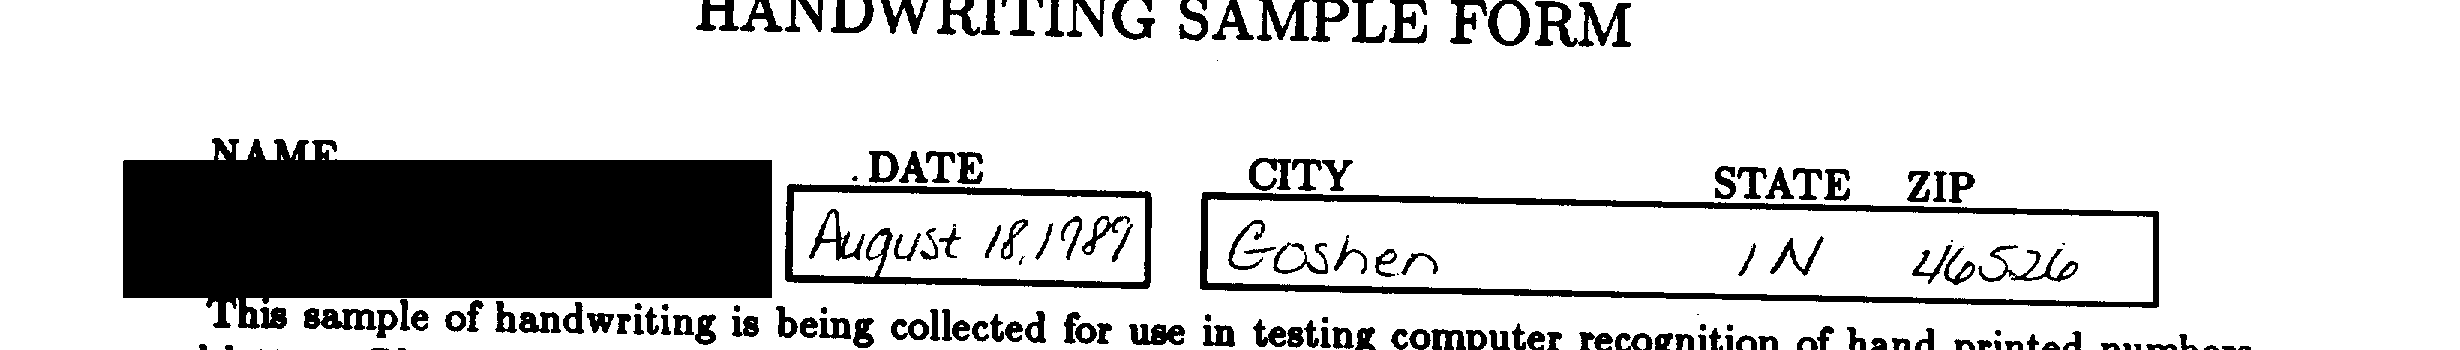 HANDWRITING SAMPLE FORM
NAME DATE CITY STATE ZIP
August 18, 1989 Goshen IN 46526
This sample of handwriting is being collected for use in testing computer recognition of hand printed numbers